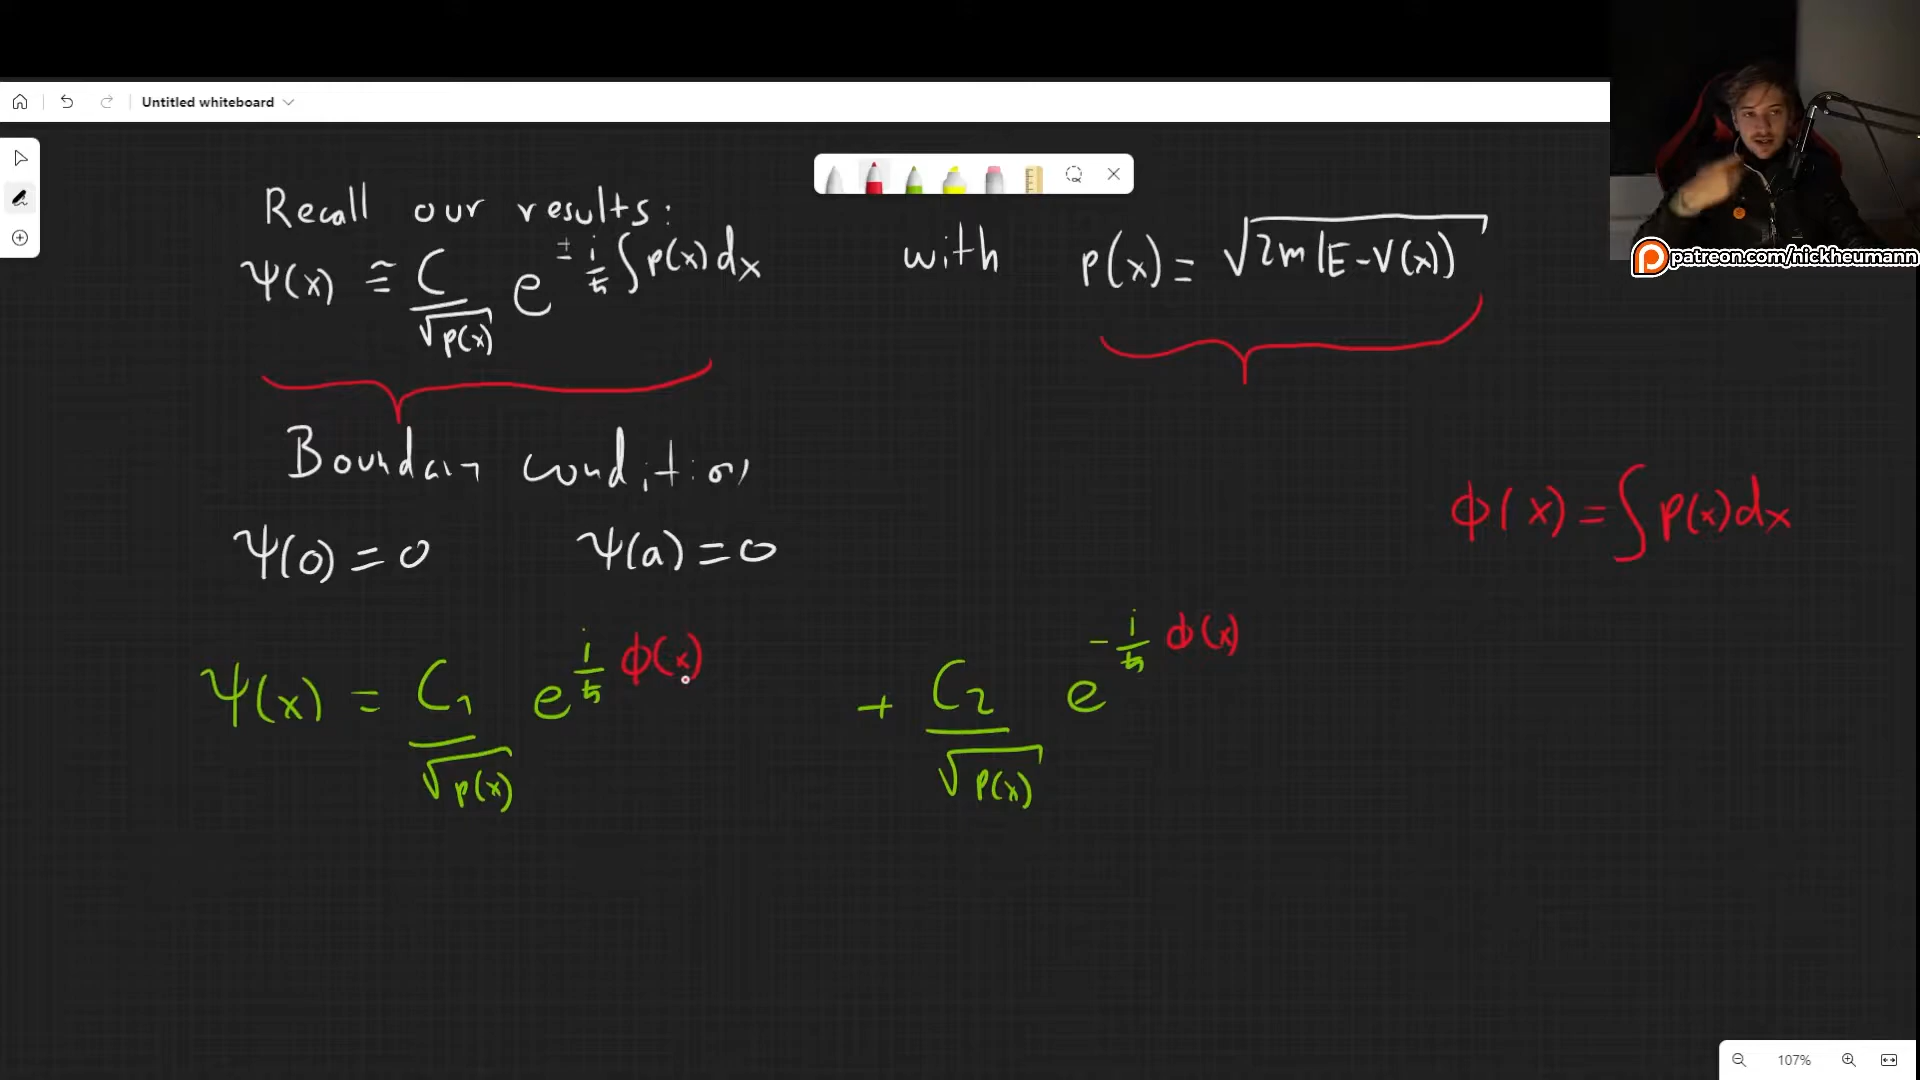 Untitled whiteboard
patreon.com/nickheumann
Recall our results:
ψ(x) ≅ C/√p(x) e^{± i/ħ ∫p(x)dx} with p(x) = √2m(E-V(x))
Boundary conditions
ψ(0) = 0 ψ(a) = 0
ϕ(x) = ∫p(x)dx
ψ(x) = C₁/√p(x) e^{i/ħ ϕ(x)} + C₂/√p(x) e^{-i/ħ ϕ(x)}
107%